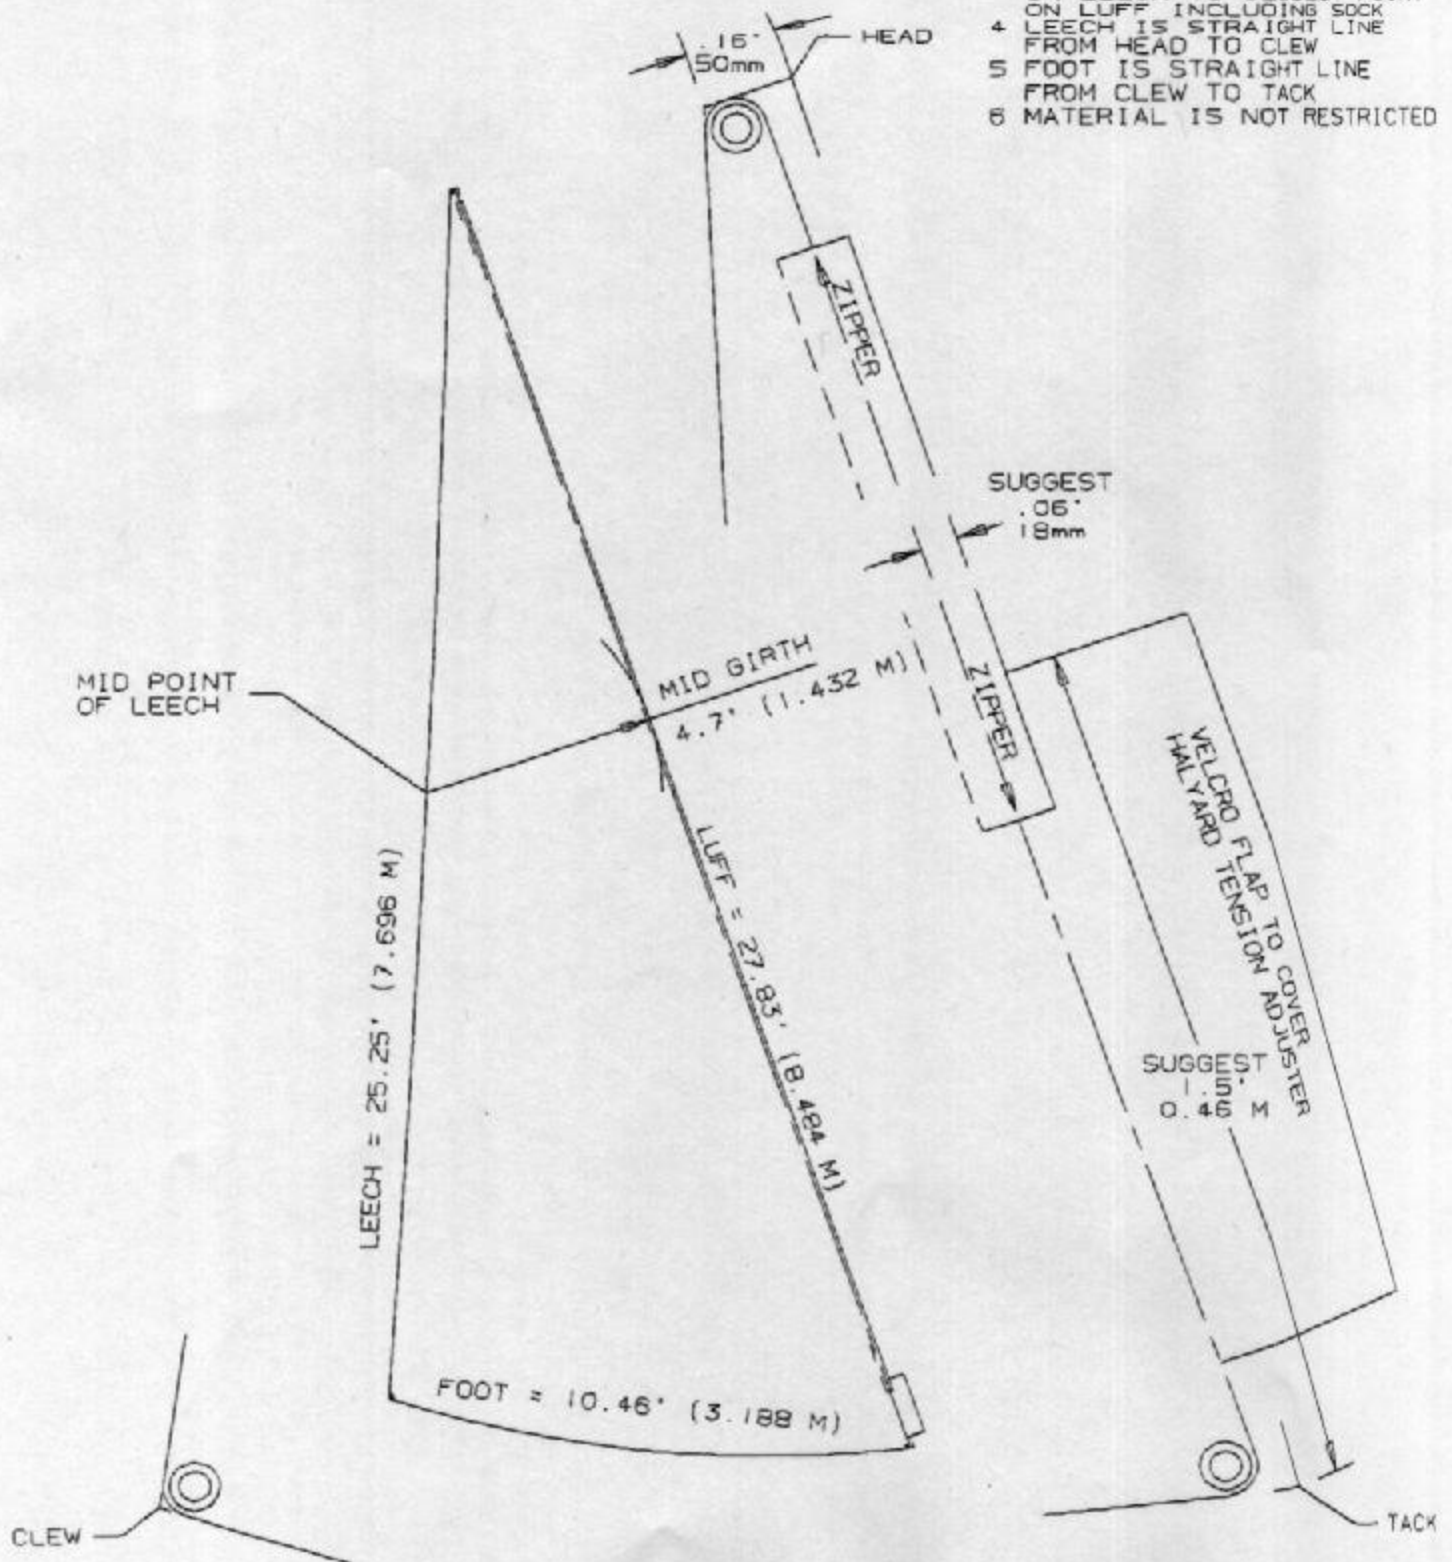 ON LUFF INCLUDING SOCK
4 LEECH IS STRAIGHT LINE
FROM HEAD TO CLEW
5 FOOT IS STRAIGHT LINE
FROM CLEW TO TACK
6 MATERIAL IS NOT RESTRICTED
.16'
50mm
HEAD
ZIPPER
SUGGEST
.06'
18mm
MID POINT
OF LEECH
MID GIRTH
4.7' (1.432 M)
ZIPPER
VELCRO FLAP TO COVER
HALYARD TENSION ADJUSTER
LUFF = 27.83' (8.484 M)
LEECH = 25.25' (7.696 M)
SUGGEST
1.5'
0.46 M
FOOT = 10.46' (3.188 M)
CLEW
TACK